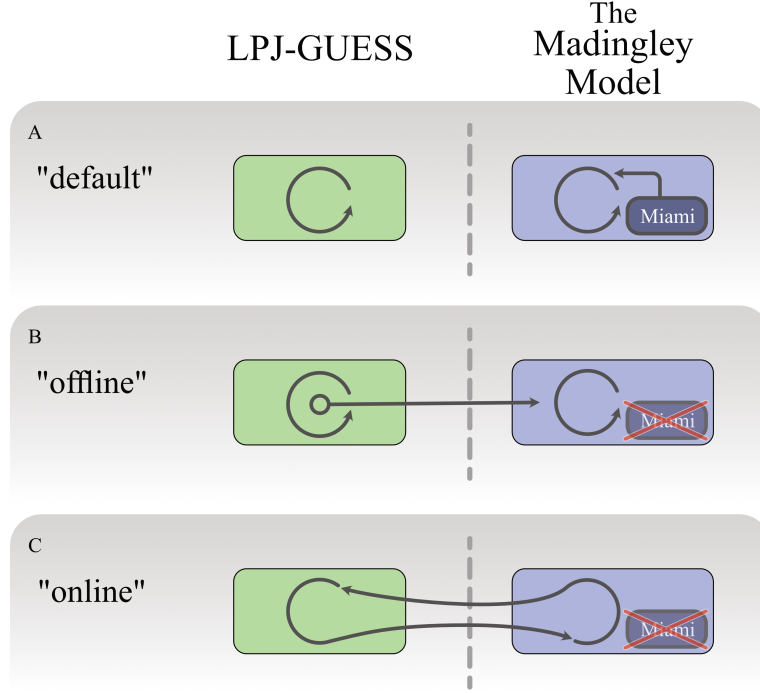 LPJ-GUESS
The
Madingley
Model
A
"default"
Miami
B
"offline"
Miami
C
"online"
Miami